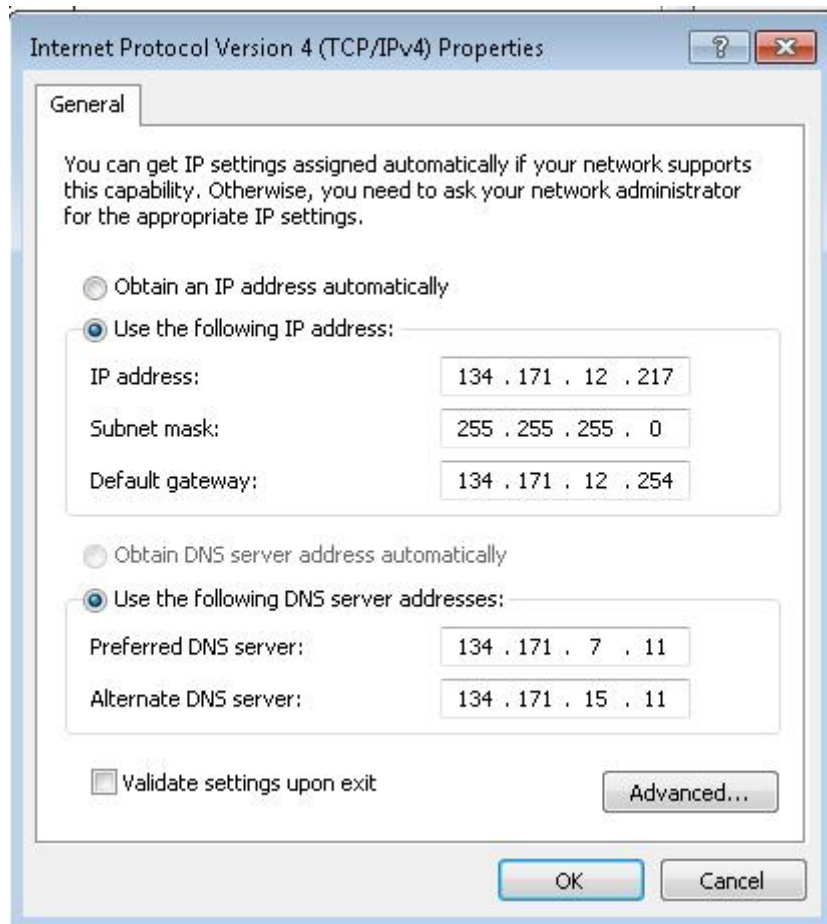 Internet Protocol Version 4 (TCP/IPv4) Properties
General
You can get IP settings assigned automatically if your network supports
this capability. Otherwise, you need to ask your network administrator
for the appropriate IP settings.
Obtain an IP address automatically
Use the following IP address:
IP address: 134 . 171 . 12 . 217
Subnet mask: 255 . 255 . 255 . 0
Default gateway: 134 . 171 . 12 . 254
Obtain DNS server address automatically
Use the following DNS server addresses:
Preferred DNS server: 134 . 171 . 7 . 11
Alternate DNS server: 134 . 171 . 15 . 11
Validate settings upon exit
Advanced...
OK Cancel